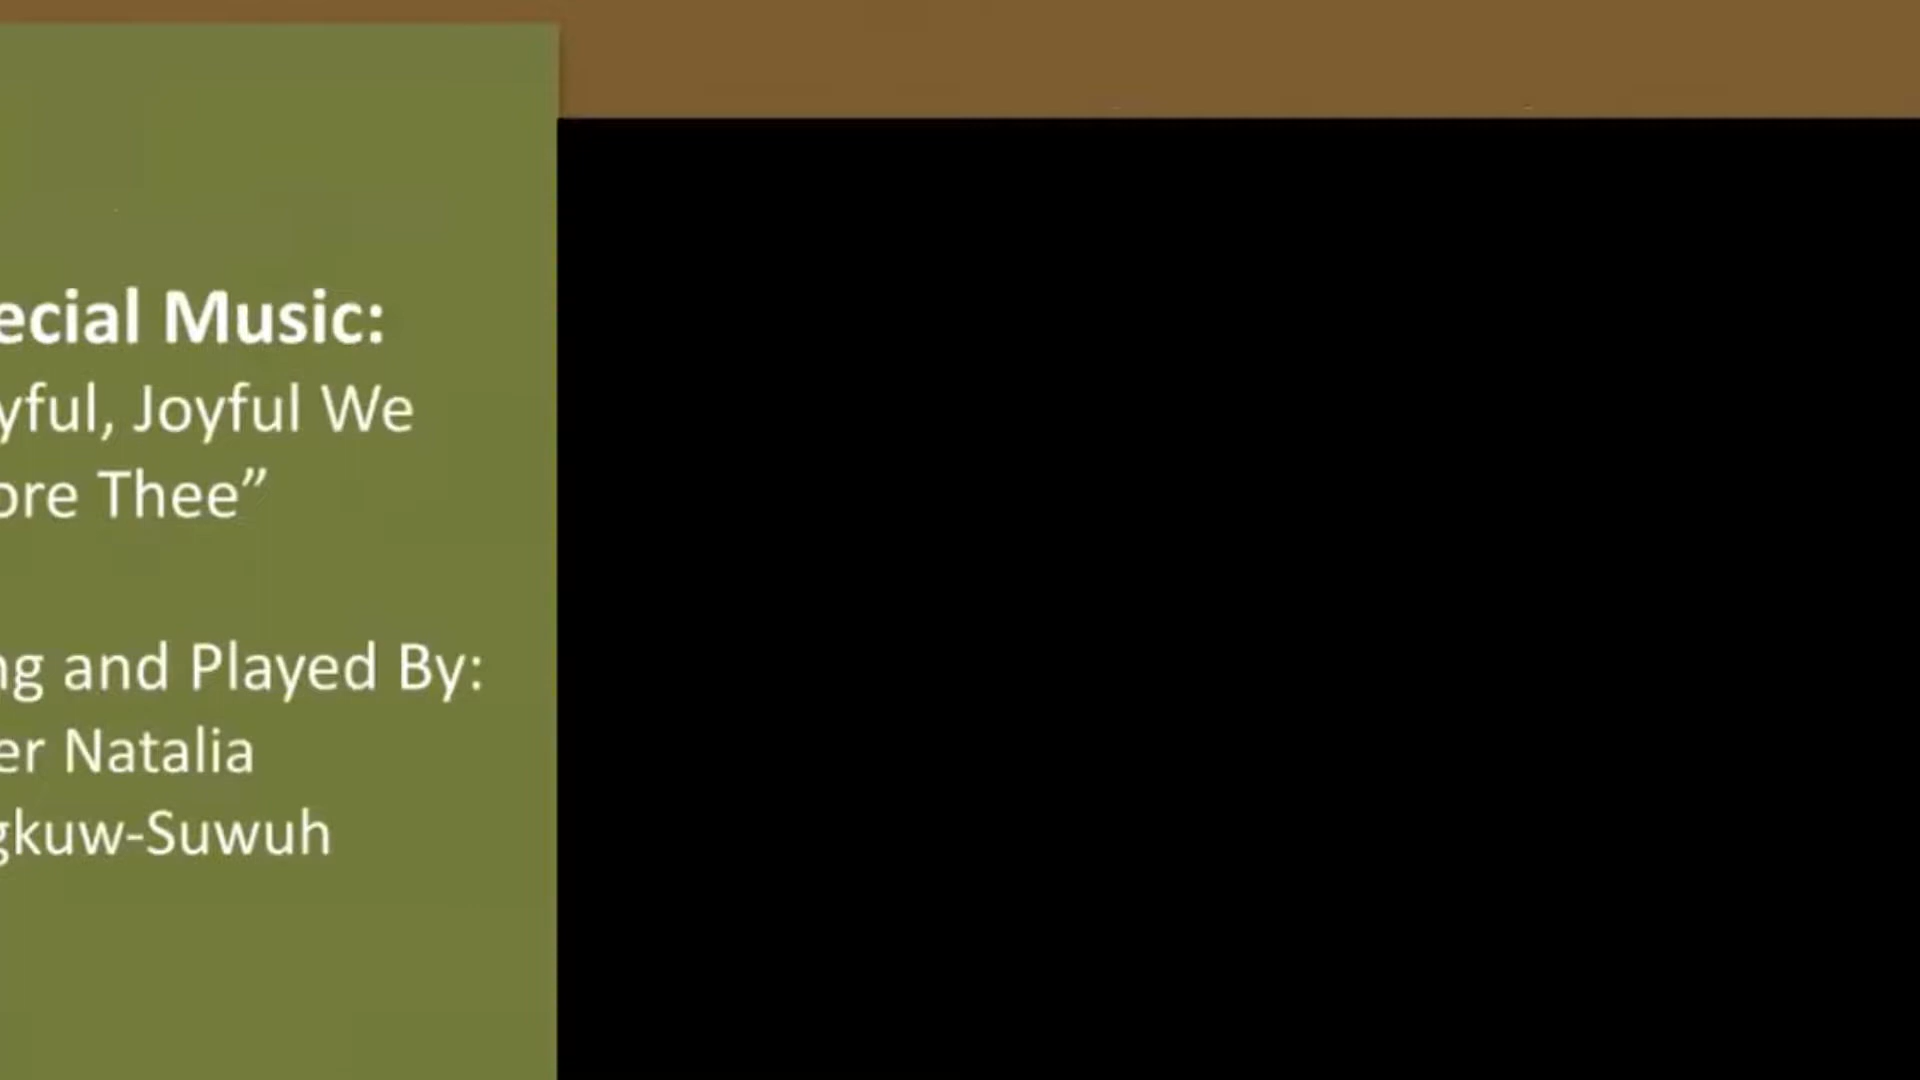 ecial Music:
yful, Joyful We
ore Thee”
ng and Played By:
er Natalia
gkuw-Suwuh